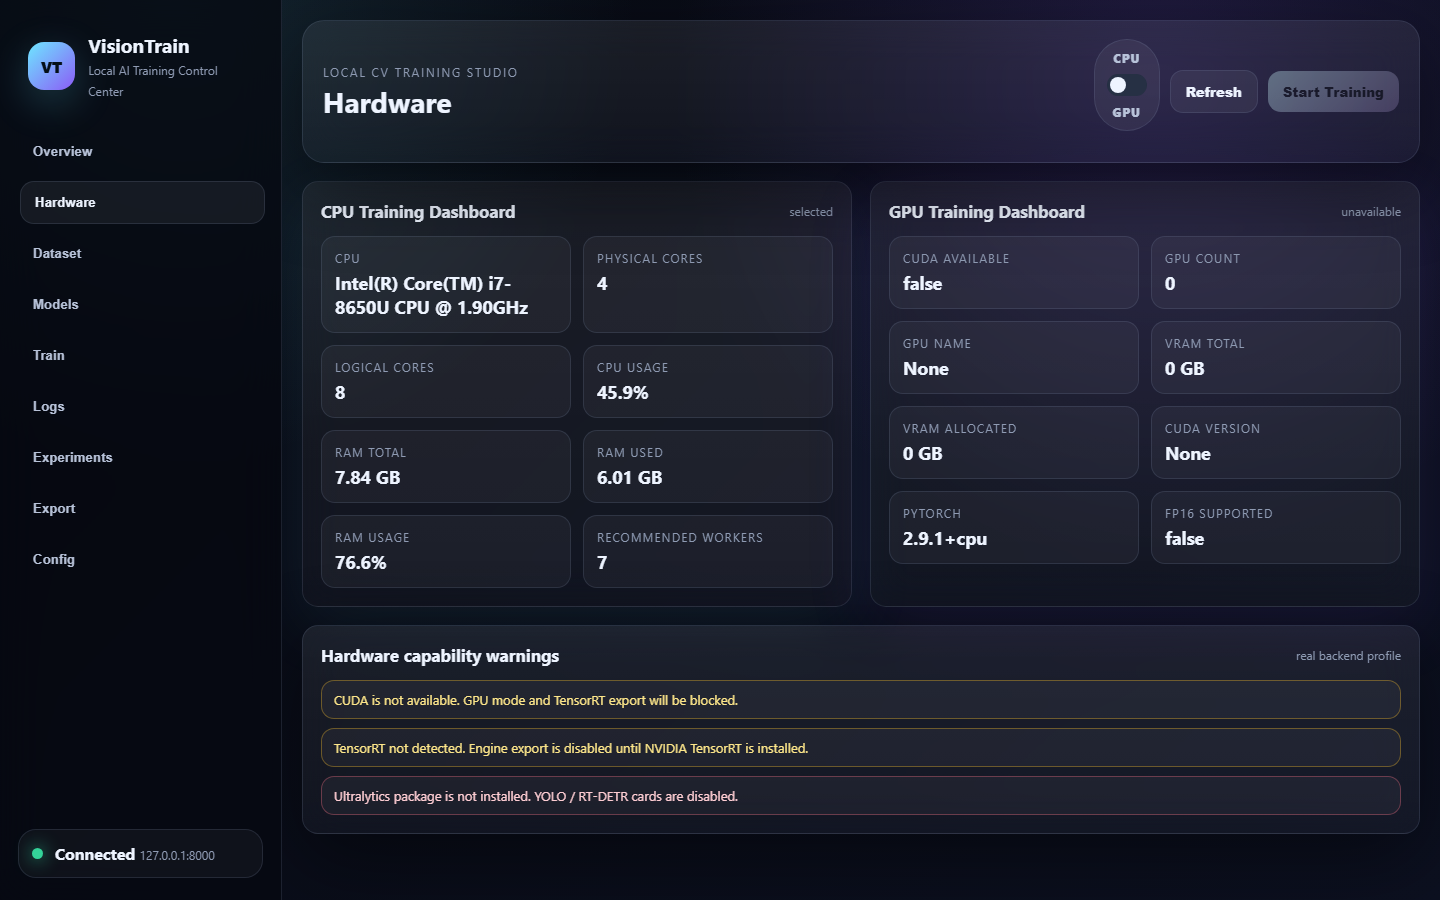 VT
VisionTrain
Local AI Training Control
Center
Overview
Hardware
Dataset
Models
Train
Logs
Experiments
Export
Config
Connected 127.0.0.1:8000
LOCAL CV TRAINING STUDIO
Hardware
CPU
GPU
Refresh
Start Training
CPU Training Dashboard
selected
CPU
Intel(R) Core(TM) i7-
8650U CPU @ 1.90GHz
PHYSICAL CORES
4
LOGICAL CORES
8
CPU USAGE
45.9%
RAM TOTAL
7.84 GB
RAM USED
6.01 GB
RAM USAGE
76.6%
RECOMMENDED WORKERS
7
GPU Training Dashboard
unavailable
CUDA AVAILABLE
false
GPU COUNT
0
GPU NAME
None
VRAM TOTAL
0 GB
VRAM ALLOCATED
0 GB
CUDA VERSION
None
PYTORCH
2.9.1+cpu
FP16 SUPPORTED
false
Hardware capability warnings
real backend profile
CUDA is not available. GPU mode and TensorRT export will be blocked.
TensorRT not detected. Engine export is disabled until NVIDIA TensorRT is installed.
Ultralytics package is not installed. YOLO / RT-DETR cards are disabled.